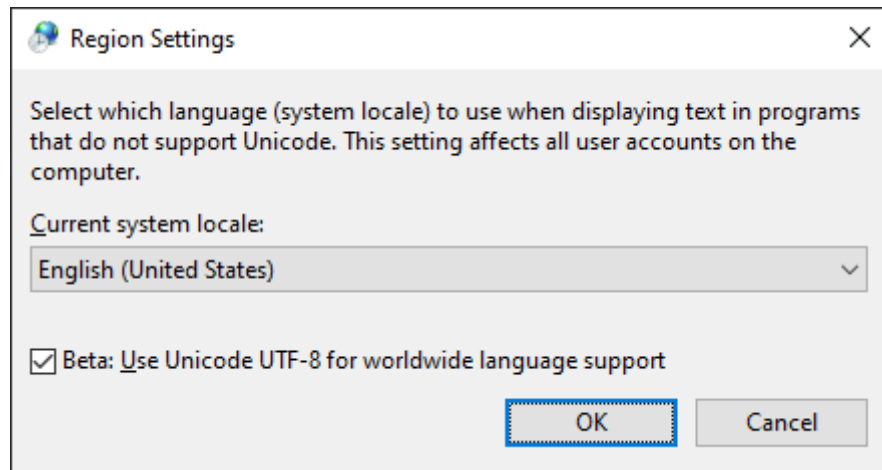 Region Settings
Select which language (system locale) to use when displaying text in programs
that do not support Unicode. This setting affects all user accounts on the
computer.
Current system locale:
English (United States)
Beta: Use Unicode UTF-8 for worldwide language support
OK
Cancel